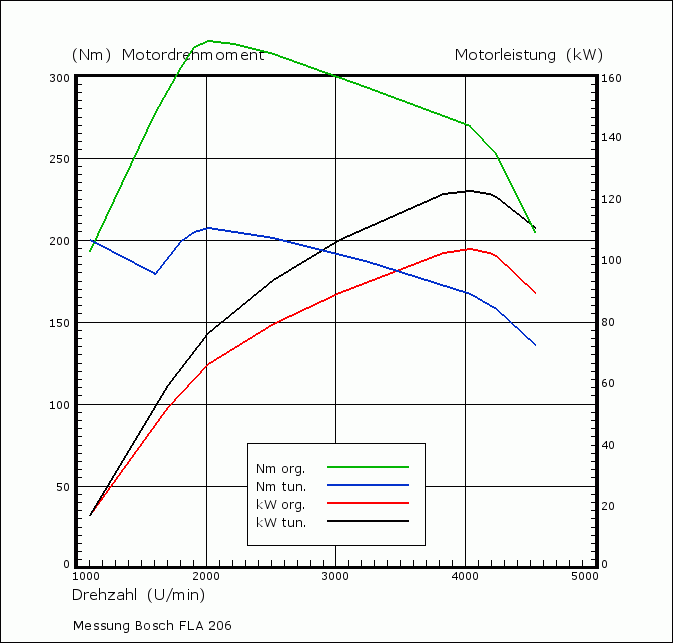 (Nm) Motordrehmoment Motorleistung (kW)
300 160
140
250
120
200
100
150 80
60
100
40
50
20
0 0
1000 2000 3000 4000 5000
Drehzahl (U/min)
Nm org.
Nm tun.
kW org.
kW tun.
Messung Bosch FLA 206